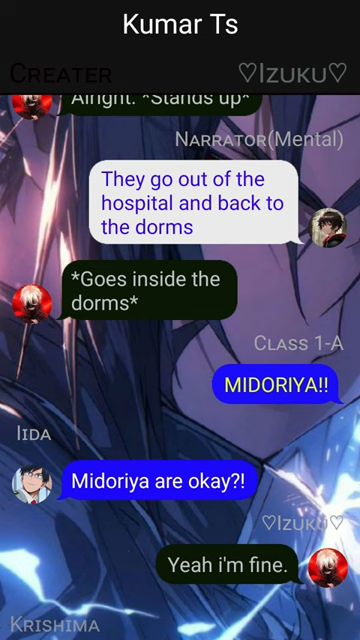 Kumar Ts
Creater
♡Izuku♡
Alright. *Stands up*
Narrator(Mental)
They go out of the
hospital and back to
the dorms
*Goes inside the
dorms*
Class 1-A
MIDORIYA!!
Iida
Midoriya are okay?!
♡Izuku♡
Yeah i'm fine.
Krishima